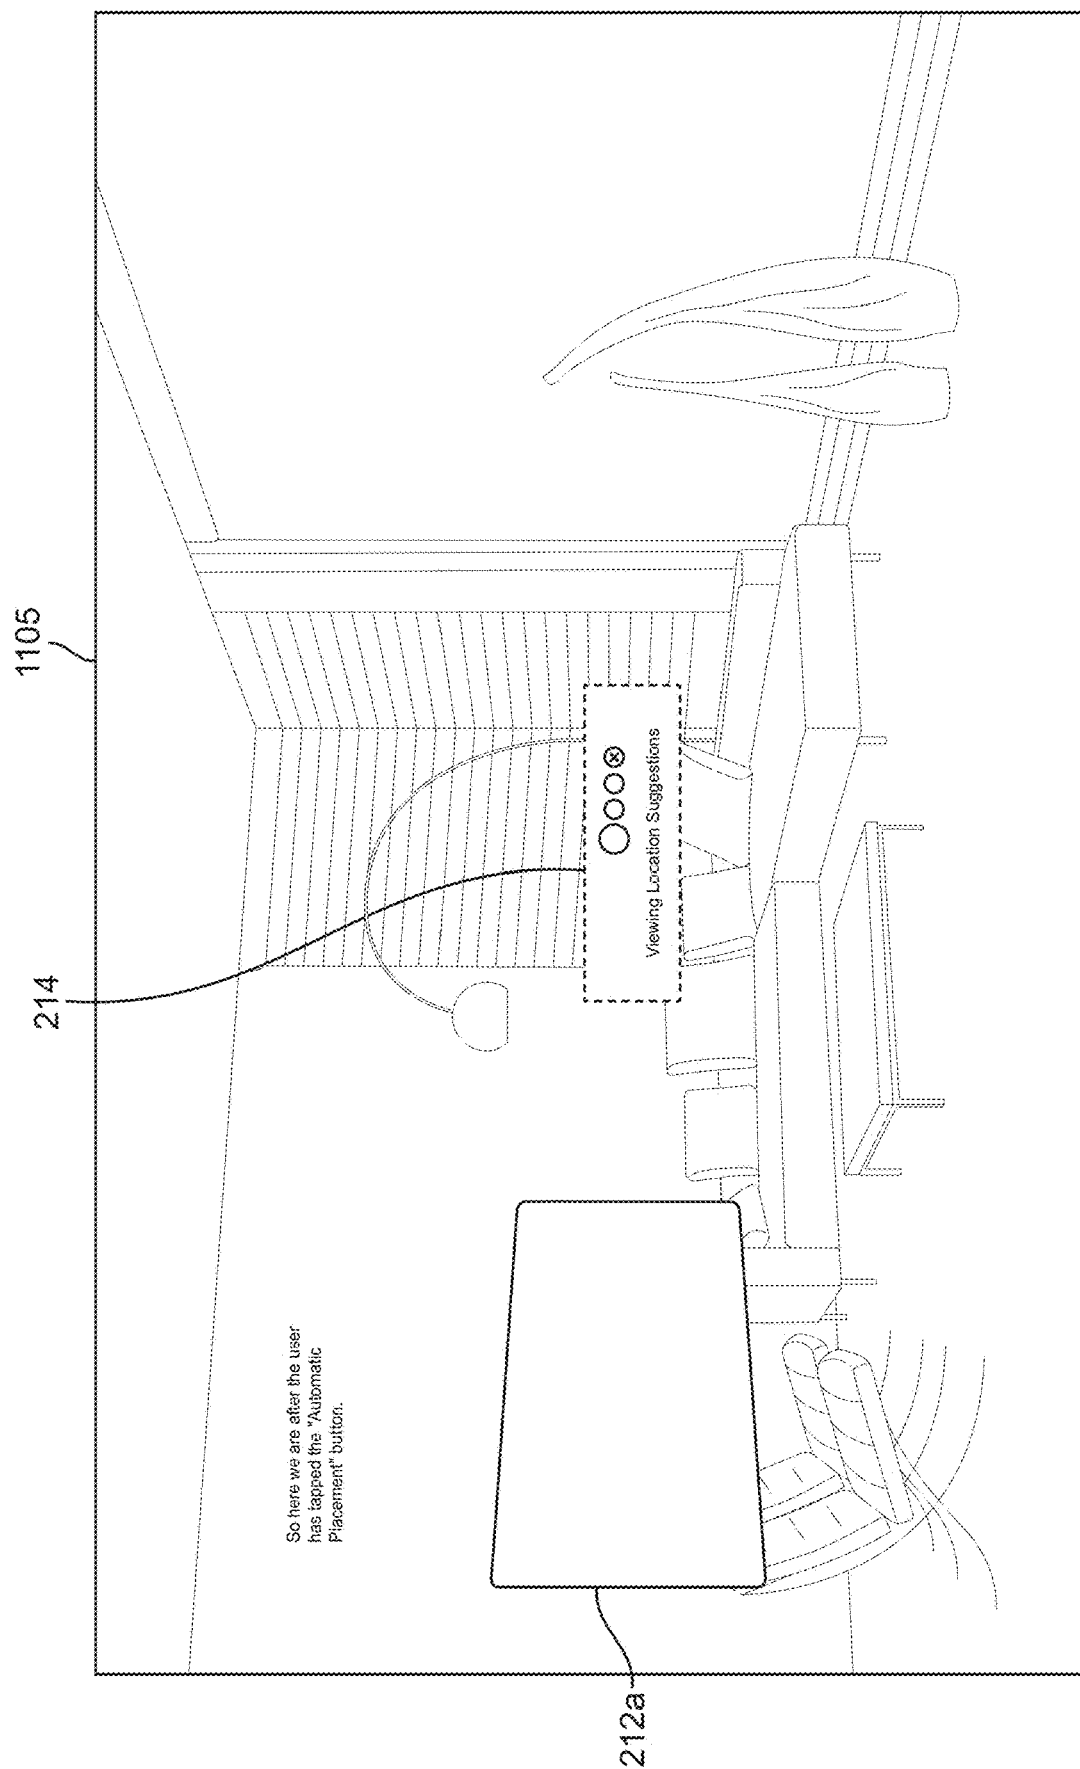 1105
214
So here we are after the user
has tapped the "Automatic
Placement" button.
Viewing Location Suggestions
212a